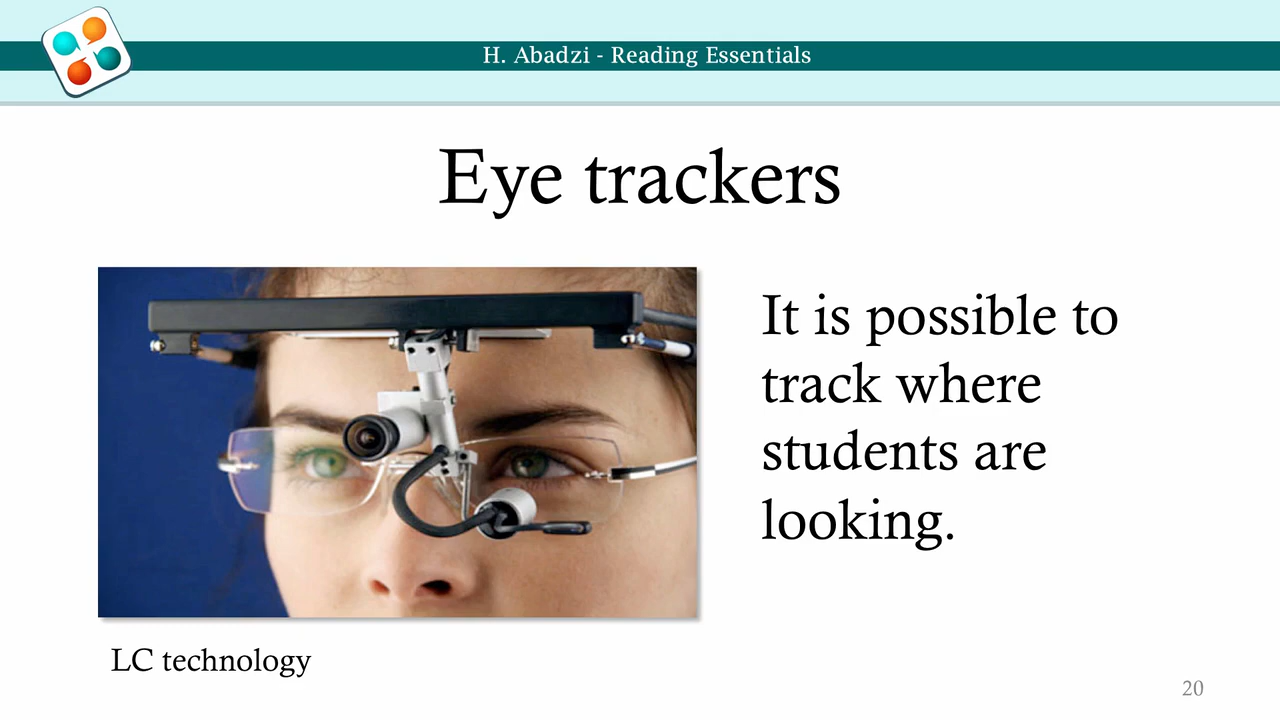 H. Abadzi - Reading Essentials
Eye trackers
It is possible to
track where
students are
looking.
LC technology
20